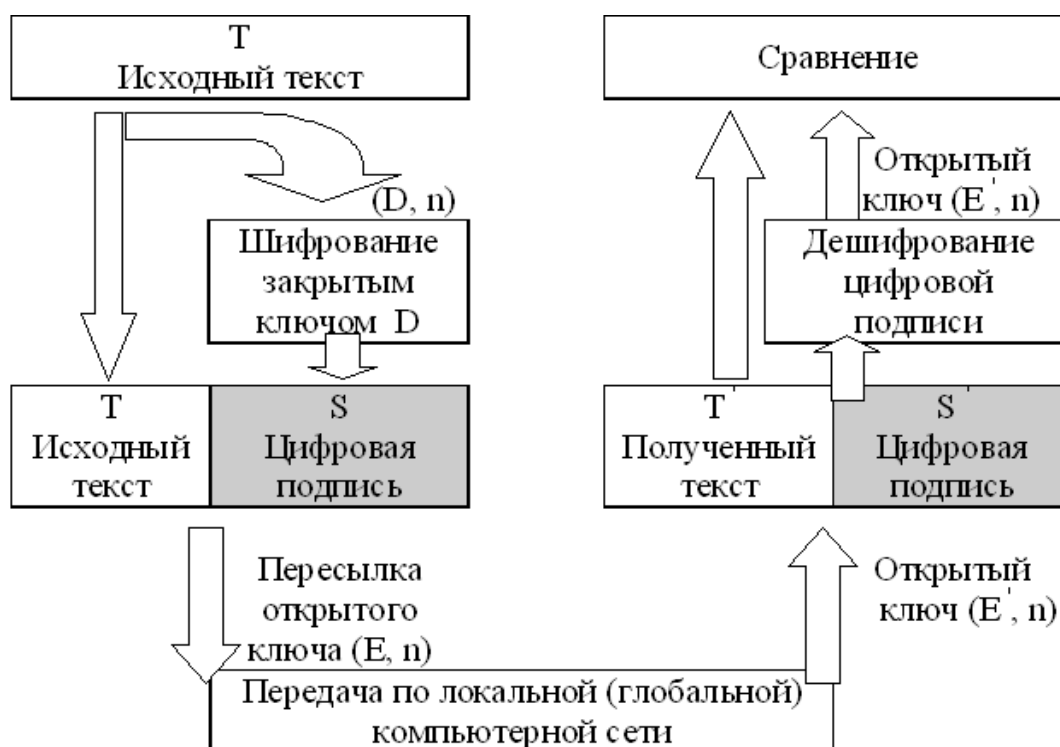 T
Исходный текст
(D, n)
Шифрование
закрытым
ключом D
T
Исходный
текст
S
Цифровая
подпись
Пересылка
открытого
ключа (E, n)
Передача по локальной (глобальной)
компьютерной сети
Открытый
ключ (E', n)
T'
Полученный
текст
S'
Цифровая
подпись
Дешифрование
цифровой
подписи
Открытый
ключ (E', n)
Сравнение